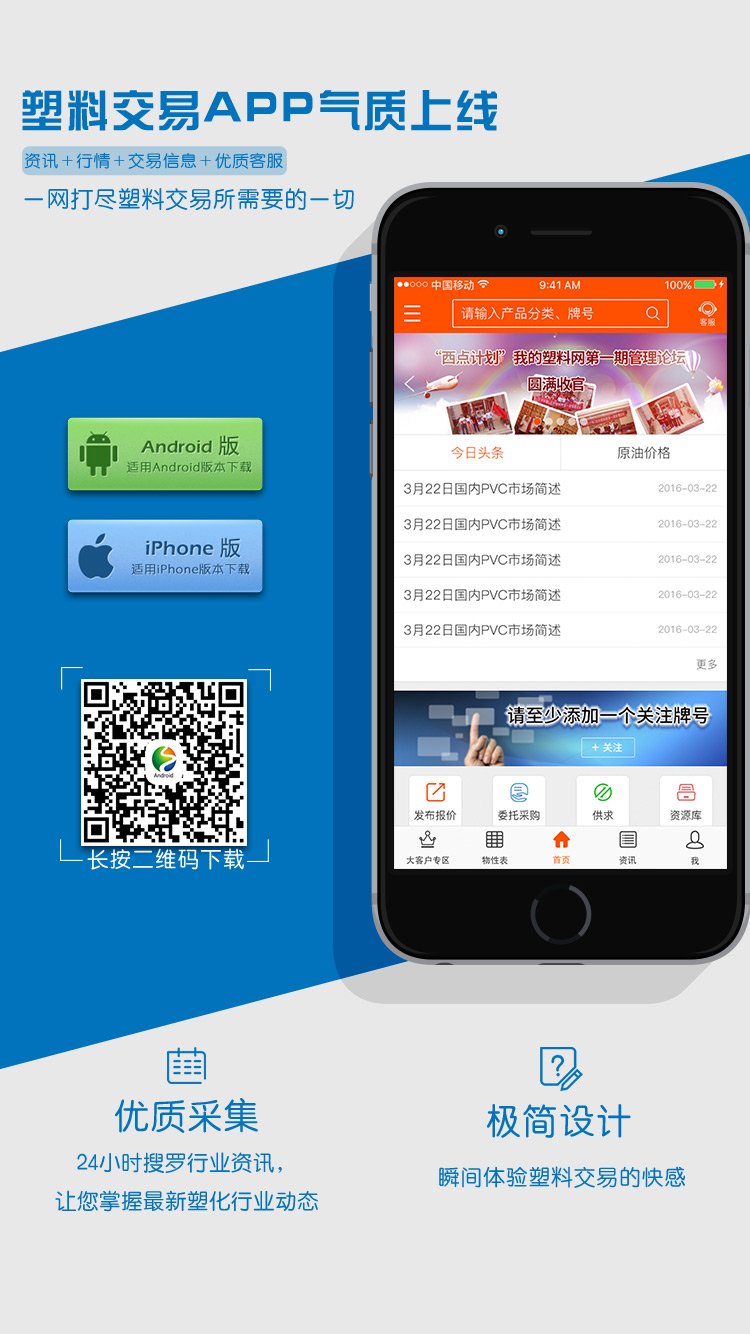 塑料交易APP气质上线
资讯+行情+交易信息+优质客服
一网打尽塑料交易所需要的一切
中国移动
9:41 AM
100%
请输入产品分类、牌号
客服
“西点计划”我的塑料网第一期管理论坛
圆满收官
今日头条
原油价格
3月22日国内PVC市场简述
2016-03-22
3月22日国内PVC市场简述
2016-03-22
3月22日国内PVC市场简述
2016-03-22
3月22日国内PVC市场简述
2016-03-22
3月22日国内PVC市场简述
2016-03-22
更多
请至少添加一个关注牌号
+ 关注
发布报价
委托采购
供求
资源库
大客户专区
物性表
首页
资讯
我
Android 版
适用Android版本下载
iPhone 版
适用iPhone版本下载
Android
长按二维码下载
优质采集
24小时搜罗行业资讯，
让您掌握最新塑化行业动态
极简设计
瞬间体验塑料交易的快感